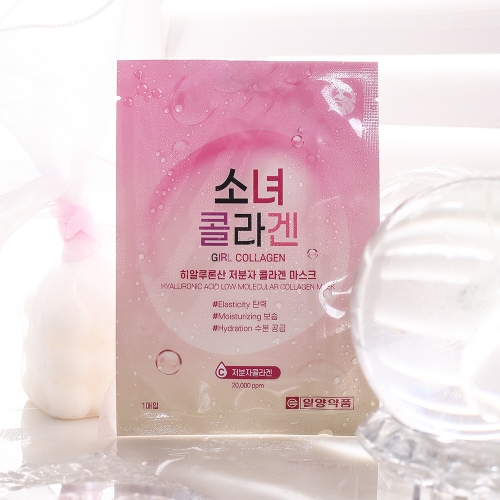 소녀
콜라겐
GIRL COLLAGEN
히알루론산 저분자 콜라겐 마스크
HYALURONIC ACID LOW MOLECULAR COLLAGEN MASK
#Elasticity 탄력
#Moisturizing 보습
#Hydration 수분 공급
C 저분자콜라겐
20,000 ppm
1매입
일양약품